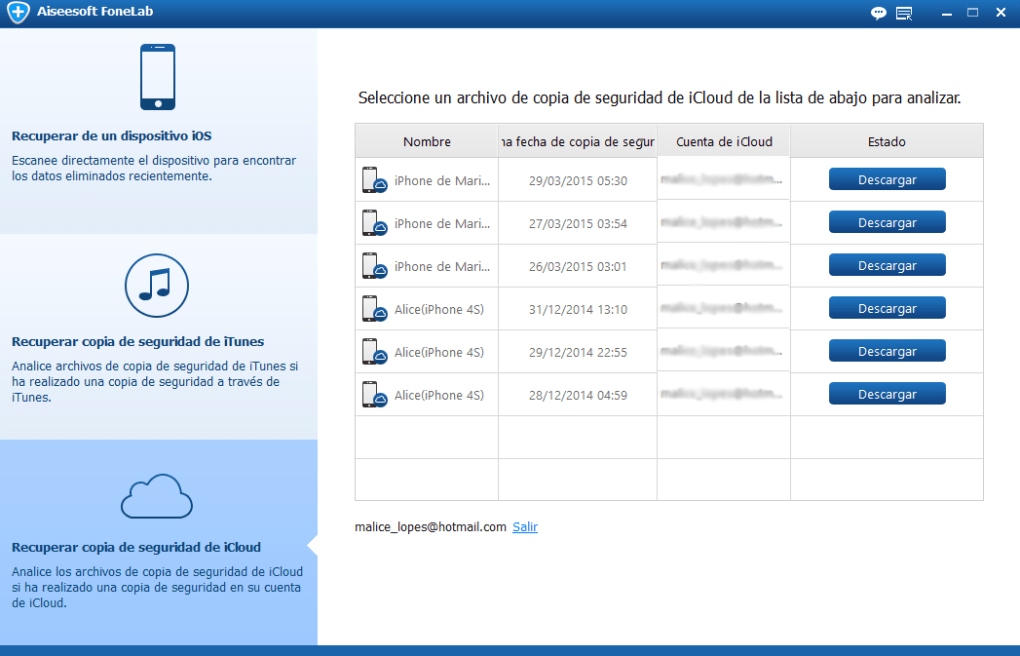 Aiseesoft FoneLab
Recuperar de un dispositivo iOS
Escanee directamente el dispositivo para encontrar
los datos eliminados recientemente.
Recuperar copia de seguridad de iTunes
Analice archivos de copia de seguridad de iTunes si
ha realizado una copia de seguridad a través de
iTunes.
Recuperar copia de seguridad de iCloud
Analice los archivos de copia de seguridad de iCloud
si ha realizado una copia de seguridad en su cuenta
de iCloud.
Seleccione un archivo de copia de seguridad de iCloud de la lista de abajo para analizar.
Nombre na fecha de copia de segur Cuenta de iCloud Estado
iPhone de Mari... 29/03/2015 05:30 Descargar
iPhone de Mari... 27/03/2015 03:54 Descargar
iPhone de Mari... 26/03/2015 03:01 Descargar
Alice(iPhone 4S) 31/12/2014 13:10 Descargar
Alice(iPhone 4S) 29/12/2014 22:55 Descargar
Alice(iPhone 4S) 28/12/2014 04:59 Descargar
malice_lopes@hotmail.com Salir